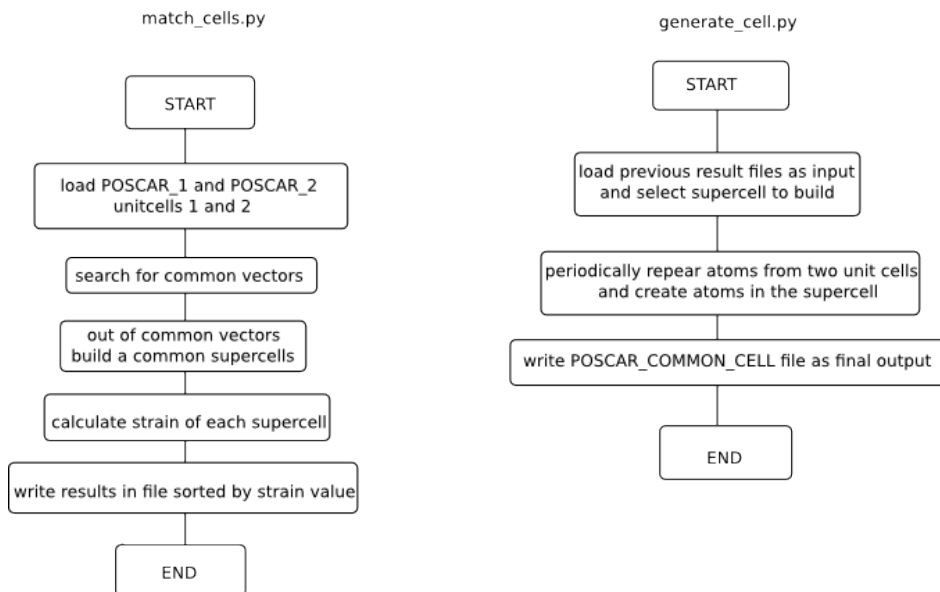 match_cells.py
START
load POSCAR_1 and POSCAR_2
unitcells 1 and 2
search for common vectors
out of common vectors
build a common supercells
calculate strain of each supercell
write results in file sorted by strain value
END
generate_cell.py
START
load previous result files as input
and select supercell to build
periodically repear atoms from two unit cells
and create atoms in the supercell
write POSCAR_COMMON_CELL file as final output
END